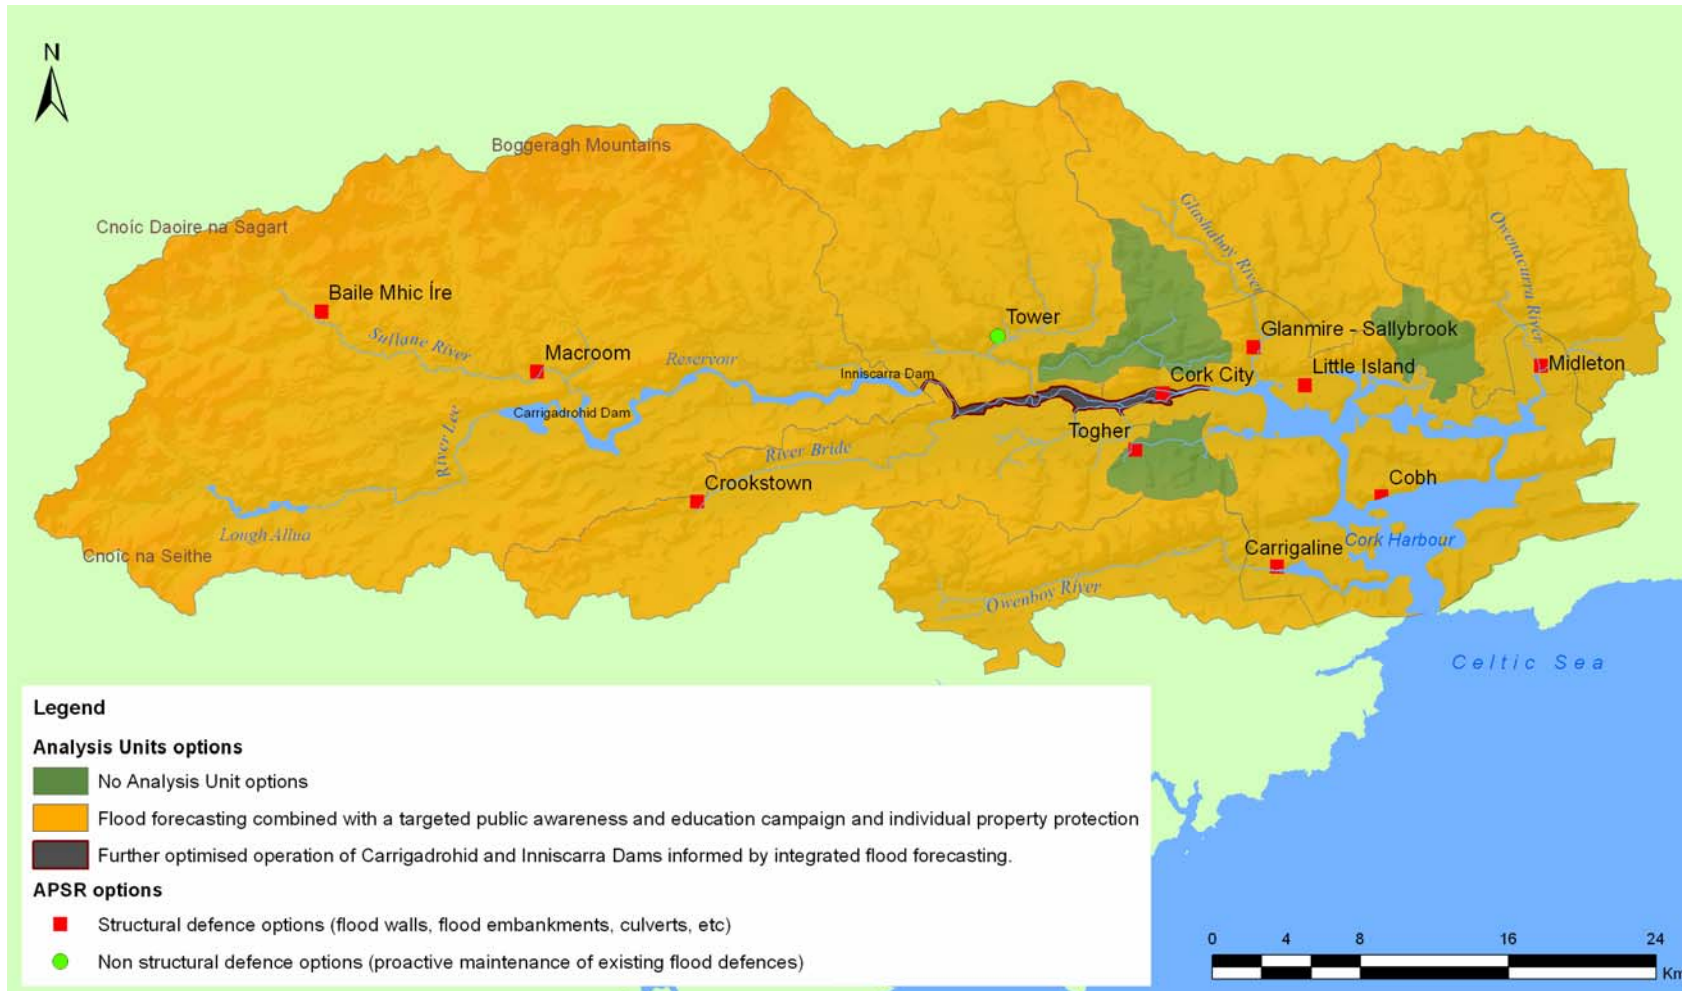 N
Boggeragh Mountains
Cnoíc Daoire na Sagart
Glashaboy River
Owenacurra River
Baile Mhic Íre
Tower
Sullane River
Glanmire - Sallybrook
Macroom
Reservoir
Inniscarra Dam
Little Island
Midleton
Cork City
Carrigadrohid Dam
River Lee
Togher
River Bride
Crookstown
Cobh
Lough Allua
Cnoíc na Seithe
Carrigaline
Cork Harbour
Owenboy River
Celtic Sea
Legend
Analysis Units options
No Analysis Unit options
Flood forecasting combined with a targeted public awareness and education campaign and individual property protection
Further optimised operation of Carrigadrohid and Inniscarra Dams informed by integrated flood forecasting.
APSR options
Structural defence options (flood walls, flood embankments, culverts, etc)
Non structural defence options (proactive maintenance of existing flood defences)
0 4 8 16 24
Km